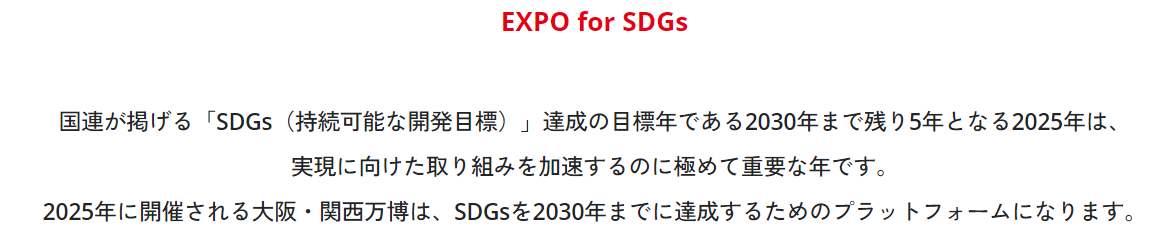 EXPO for SDGs
国連が掲げる「SDGs（持続可能な開発目標）」達成の目標年である2030年まで残り5年となる2025年は、
実現に向けた取り組みを加速するのに極めて重要な年です。
2025年に開催される大阪・関西万博は、SDGsを2030年までに達成するためのプラットフォームになります。